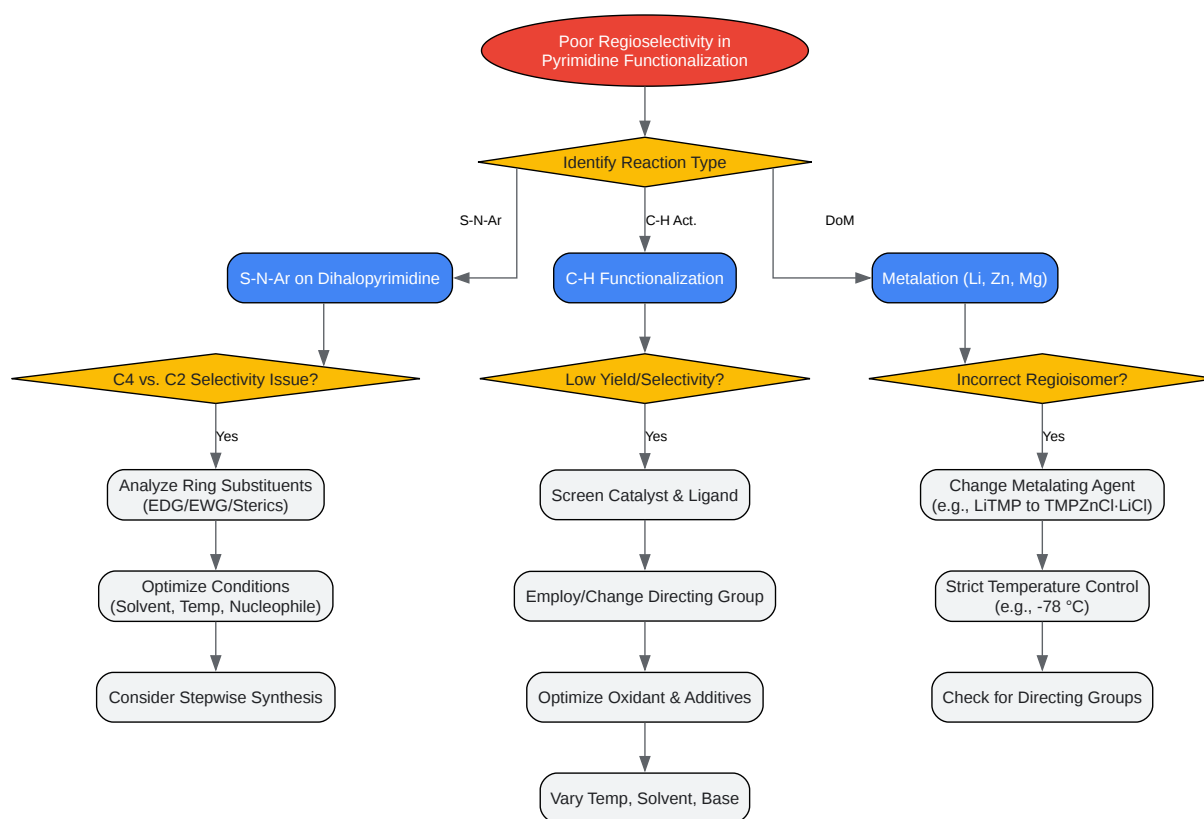 Poor Regioselectivity in
Pyrimidine Functionalization
Identify Reaction Type
S-N-Ar
C-H Act.
DoM
S-N-Ar on Dihalopyrimidine
C-H Functionalization
Metalation (Li, Zn, Mg)
C4 vs. C2 Selectivity Issue?
Low Yield/Selectivity?
Incorrect Regioisomer?
Yes
Yes
Yes
Analyze Ring Substituents
(EDG/EWG/Sterics)
Screen Catalyst & Ligand
Change Metalating Agent
(e.g., LiTMP to TMPZnCl·LiCl)
Optimize Conditions
(Solvent, Temp, Nucleophile)
Employ/Change Directing Group
Strict Temperature Control
(e.g., -78 °C)
Consider Stepwise Synthesis
Optimize Oxidant & Additives
Check for Directing Groups
Vary Temp, Solvent, Base